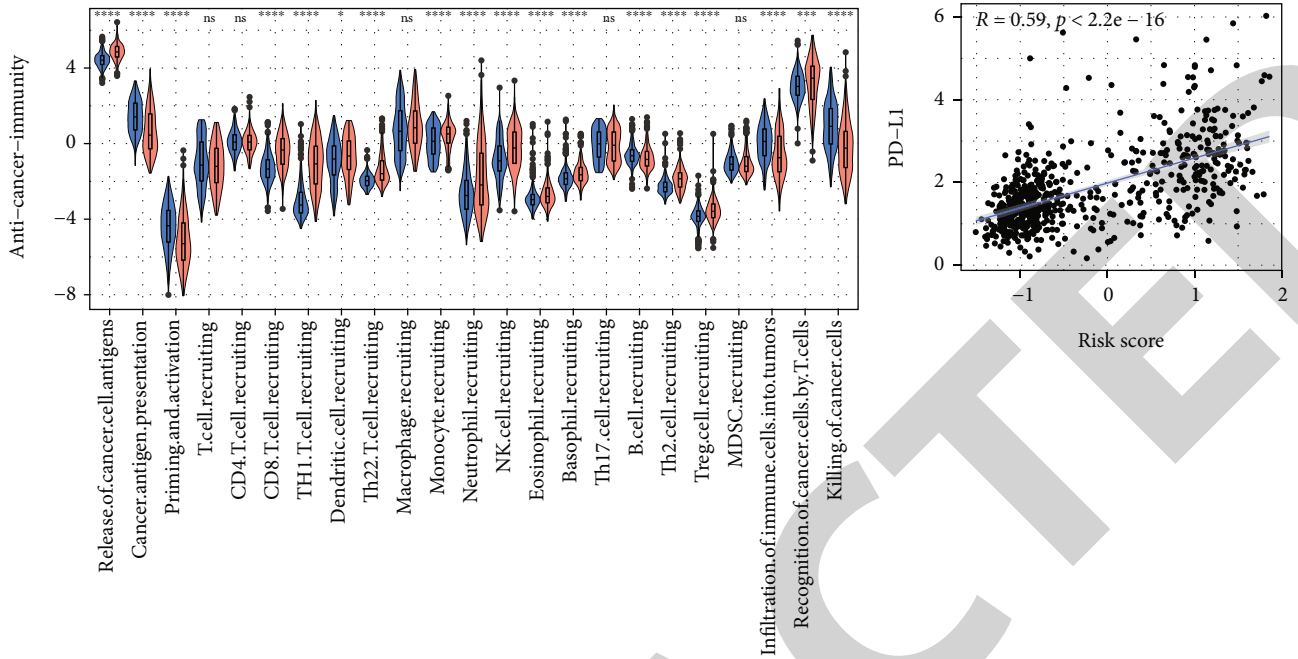 **** **** **** ns ns **** **** * **** ns **** **** **** **** **** ns **** **** **** ns **** *** ****
Anti−cancer−immunity
4
0
−4
−8
Release.of.cancer.cell.antigens
Cancer.antigen.presentation
Priming.and.activation
T.cell.recruiting
CD4.T.cell.recruiting
CD8.T.cell.recruiting
TH1.T.cell.recruiting
Dendritic.cell.recruiting
Th22.T.cell.recruiting
Macrophage.recruiting
Monocyte.recruiting
Neutrophil.recruiting
NK.cell.recruiting
Eosinophil.recruiting
Basophil.recruiting
Th17.cell.recruiting
B.cell.recruiting
Th2.cell.recruiting
Treg.cell.recruiting
MDSC.recruiting
Infiltration.of.immune.cells.into.tumors
Recognition.of.cancer.cells.by.T.cells
Killing.of.cancer.cells
R = 0.59, p < 2.2e − 16
PD−L1
6
4
2
0
−1 0 1 2
Risk score
CTE